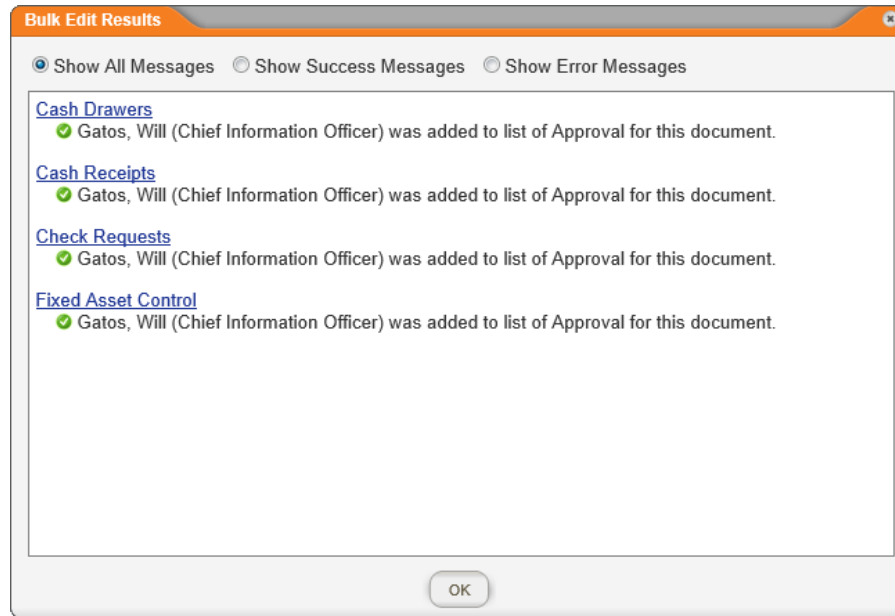 Bulk Edit Results
Show All Messages Show Success Messages Show Error Messages
Cash Drawers
Gatos, Will (Chief Information Officer) was added to list of Approval for this document.
Cash Receipts
Gatos, Will (Chief Information Officer) was added to list of Approval for this document.
Check Requests
Gatos, Will (Chief Information Officer) was added to list of Approval for this document.
Fixed Asset Control
Gatos, Will (Chief Information Officer) was added to list of Approval for this document.
OK